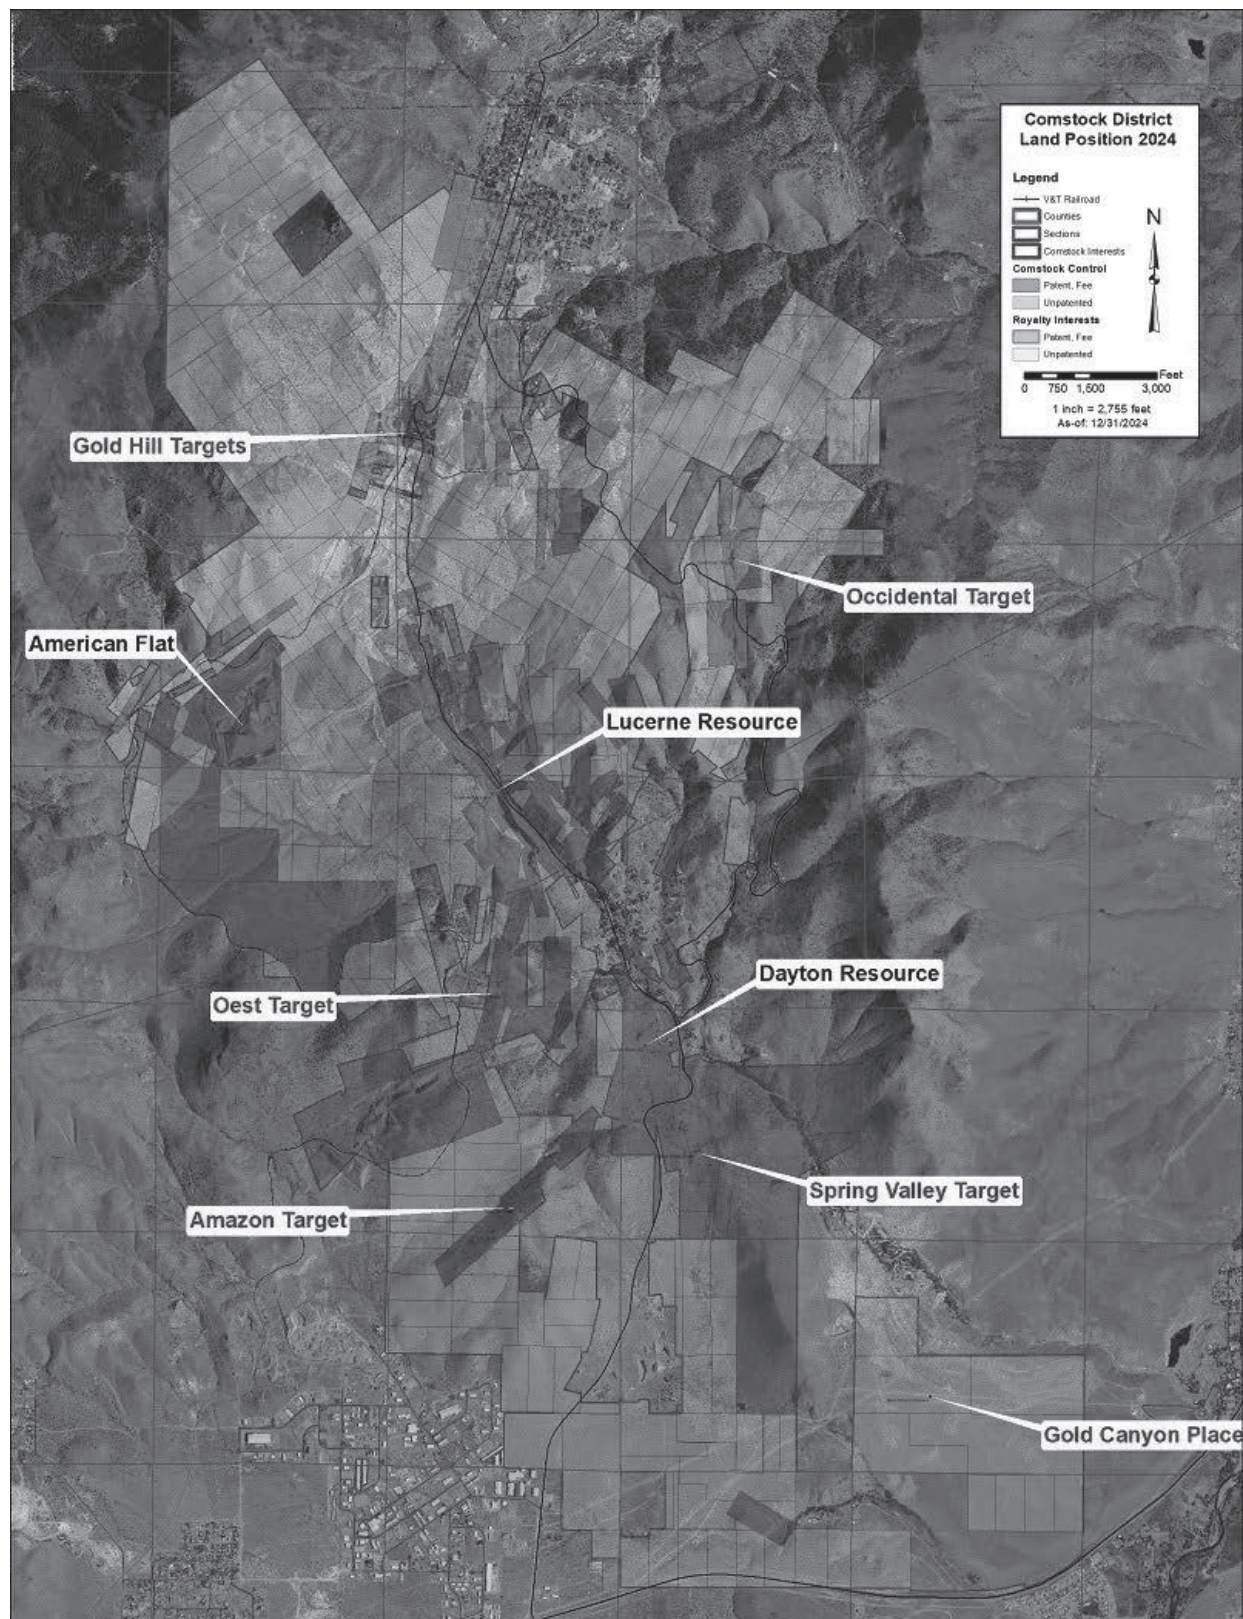 Comstock District
Land Position 2024
Legend
V&T Railroad
Counties
Sections
Comstock Interests
Comstock Control
Patent, Fee
Unpatented
Royalty Interests
Patent, Fee
Unpatented
N
Feet
0 750 1,500 3,000
1 inch = 2,755 feet
As-of: 12/31/2024
Gold Hill Targets
Occidental Target
American Flat
Lucerne Resource
Dayton Resource
Oest Target
Spring Valley Target
Amazon Target
Gold Canyon Place